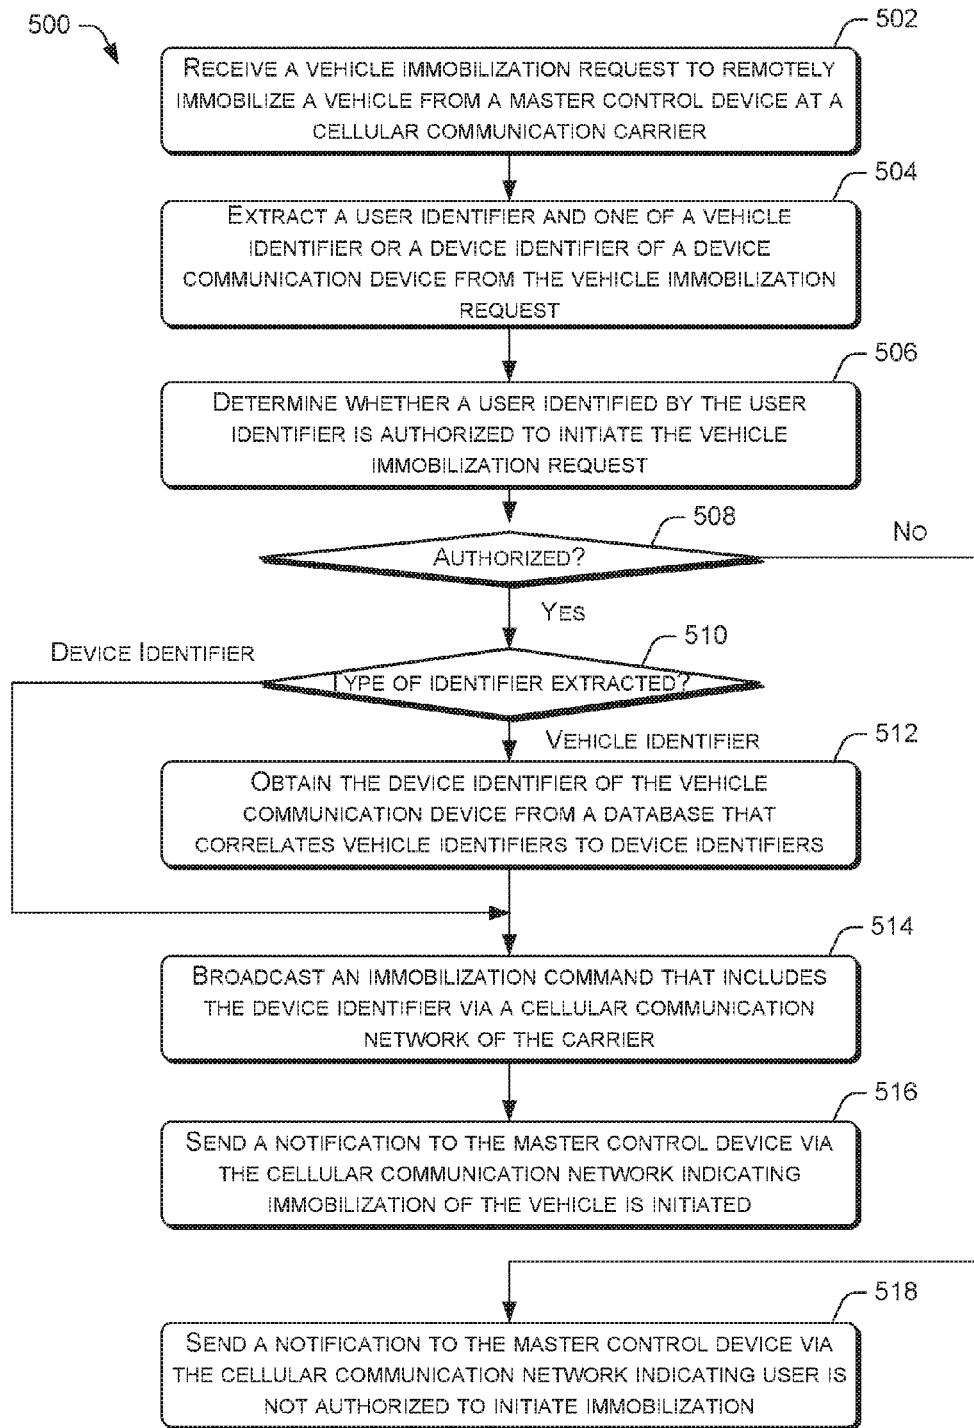 500
502
RECEIVE A VEHICLE IMMOBILIZATION REQUEST TO REMOTELY
IMMOBILIZE A VEHICLE FROM A MASTER CONTROL DEVICE AT A
CELLULAR COMMUNICATION CARRIER
504
EXTRACT A USER IDENTIFIER AND ONE OF A VEHICLE
IDENTIFIER OR A DEVICE IDENTIFIER OF A DEVICE
COMMUNICATION DEVICE FROM THE VEHICLE IMMOBILIZATION
REQUEST
506
DETERMINE WHETHER A USER IDENTIFIED BY THE USER
IDENTIFIER IS AUTHORIZED TO INITIATE THE VEHICLE
IMMOBILIZATION REQUEST
508
NO
AUTHORIZED?
YES
510
DEVICE IDENTIFIER
TYPE OF IDENTIFIER EXTRACTED?
VEHICLE IDENTIFIER
512
OBTAIN THE DEVICE IDENTIFIER OF THE VEHICLE
COMMUNICATION DEVICE FROM A DATABASE THAT
CORRELATES VEHICLE IDENTIFIERS TO DEVICE IDENTIFIERS
514
BROADCAST AN IMMOBILIZATION COMMAND THAT INCLUDES
THE DEVICE IDENTIFIER VIA A CELLULAR COMMUNICATION
NETWORK OF THE CARRIER
516
SEND A NOTIFICATION TO THE MASTER CONTROL DEVICE VIA
THE CELLULAR COMMUNICATION NETWORK INDICATING
IMMOBILIZATION OF THE VEHICLE IS INITIATED
518
SEND A NOTIFICATION TO THE MASTER CONTROL DEVICE VIA
THE CELLULAR COMMUNICATION NETWORK INDICATING USER IS
NOT AUTHORIZED TO INITIATE IMMOBILIZATION